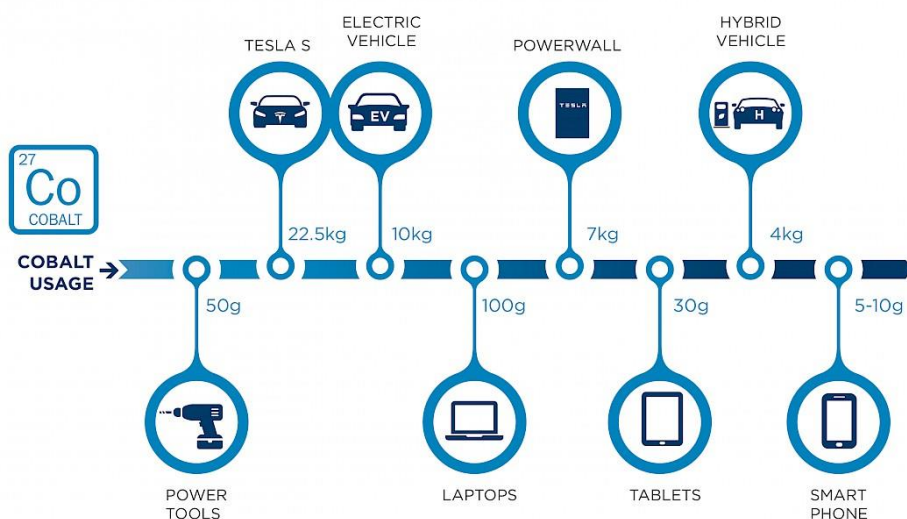 TESLA S
ELECTRIC
VEHICLE
POWERWALL
HYBRID
VEHICLE
TESLA
EV
H
27
Co
COBALT
22.5kg
10kg
7kg
4kg
COBALT
USAGE
50g
100g
30g
5-10g
POWER
TOOLS
LAPTOPS
TABLETS
SMART
PHONE